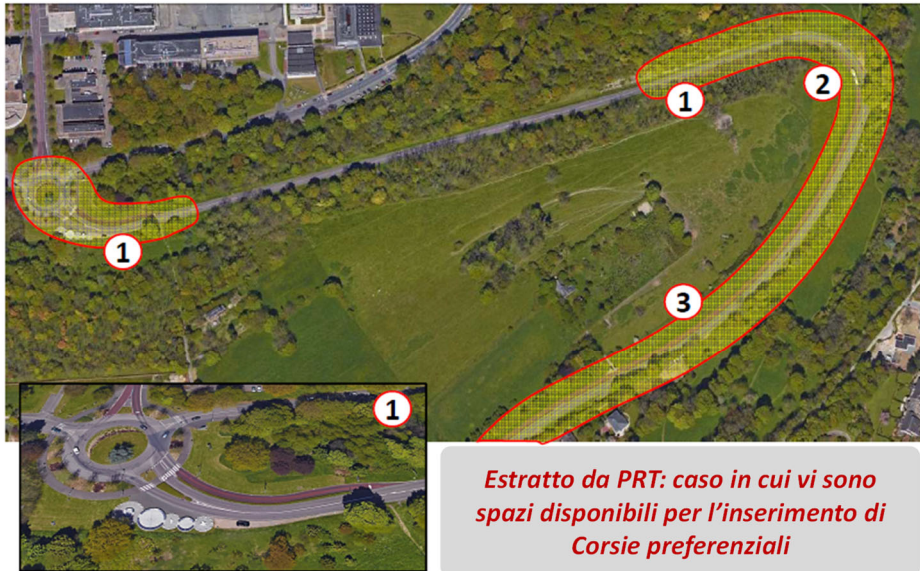 1
2
1
3
1
Estratto da PRT: caso in cui vi sono
spazi disponibili per l’inserimento di
Corsie preferenziali